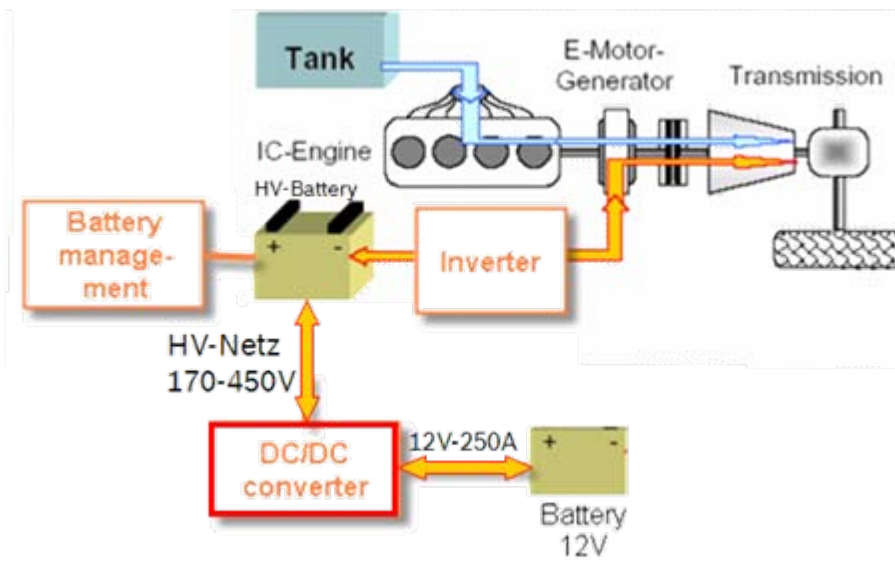 Tank
E-Motor-
Generator
Transmission
IC-Engine
HV-Battery
+ -
Battery
manage-
ment
Inverter
HV-Netz
170-450V
DC/DC
converter
12V-250A
+ -
Battery
12V